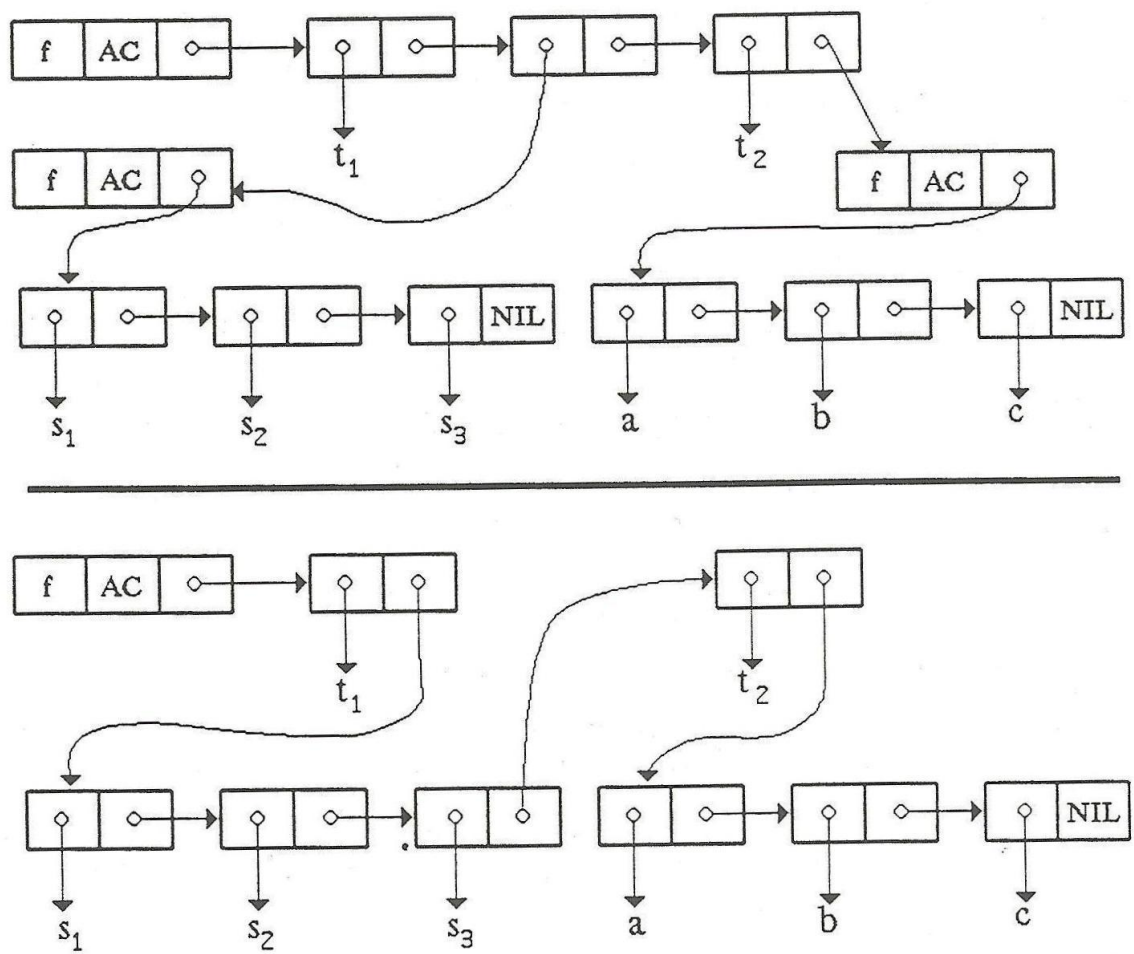 f AC
t₁
t₂
f AC
f AC
NIL
NIL
s₁ s₂ s₃ a b c
f AC
t₁
t₂
NIL
s₁ s₂ s₃ a b c